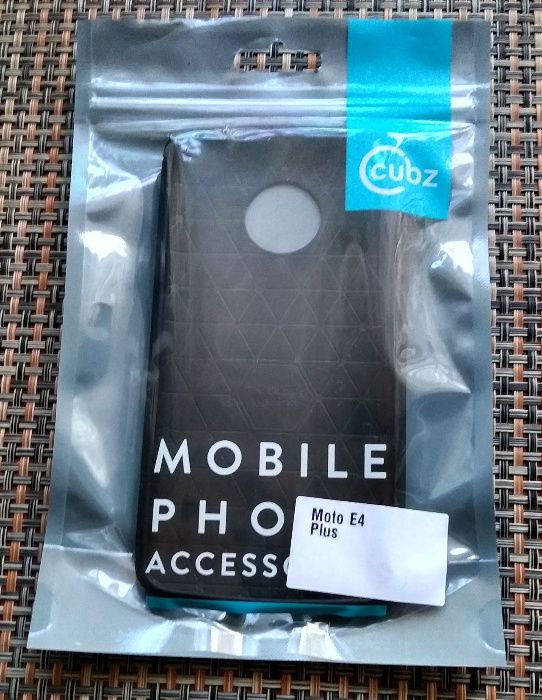 cubz
MOBILE
PHO
ACCESS
Moto E4
Plus